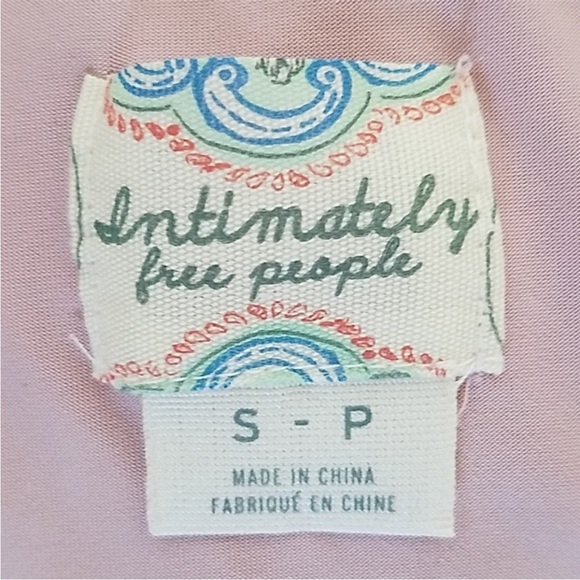 Intimately
free people
S - P
MADE IN CHINA
FABRIQUÉ EN CHINE